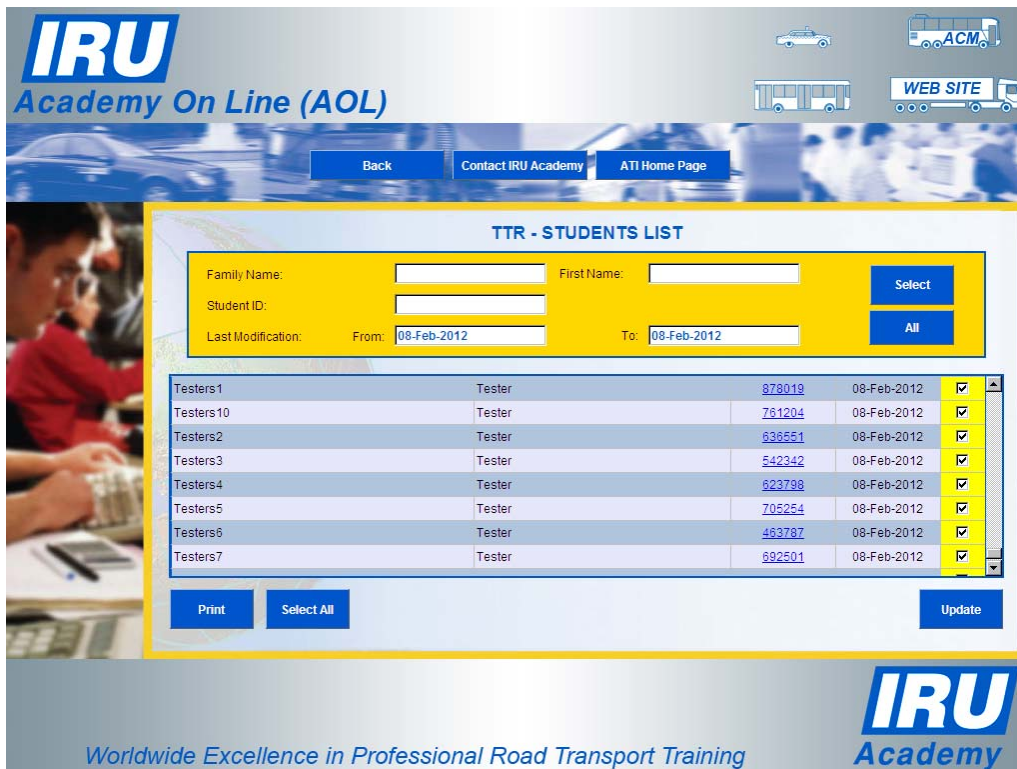 IRU
Academy On Line (AOL)
ACM
WEB SITE
Back Contact IRU Academy ATI Home Page
TTR - STUDENTS LIST
Family Name: First Name: Select
Student ID:
Last Modification: From: 08-Feb-2012 To: 08-Feb-2012 All
Testers1 Tester 878019 08-Feb-2012
Testers10 Tester 761204 08-Feb-2012
Testers2 Tester 636551 08-Feb-2012
Testers3 Tester 542342 08-Feb-2012
Testers4 Tester 623798 08-Feb-2012
Testers5 Tester 705254 08-Feb-2012
Testers6 Tester 463787 08-Feb-2012
Testers7 Tester 692501 08-Feb-2012
Print Select All Update
IRU
Worldwide Excellence in Professional Road Transport Training Academy